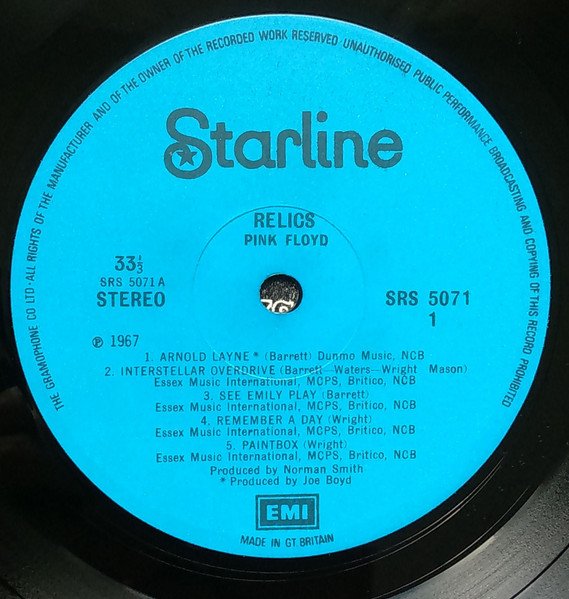 THE GRAMOPHONE CO LTD · ALL RIGHTS OF THE MANUFACTURER AND OF THE OWNER OF THE RECORDED WORK RESERVED UNAUTHORISED PUBLIC PERFORMANCE BROADCASTING AND COPYING OF THIS RECORD PROHIBITED
Starline
RELICS
PINK FLOYD
33⅓
SRS 5071A
STEREO
SRS 5071
1
℗ 1967
1. ARNOLD LAYNE* (Barrett) Dunmo Music, NCB
2. INTERSTELLAR OVERDRIVE (Barrett—Waters—Wright Mason)
Essex Music International, MCPS, Britico, NCB
3. SEE EMILY PLAY (Barrett)
Essex Music International, MCPS, Britico, NCB
4. REMEMBER A DAY (Wright)
Essex Music International, MCPS, Britico, NCB
5. PAINTBOX (Wright)
Essex Music International, MCPS, Britico, NCB
Produced by Norman Smith
* Produced by Joe Boyd
EMI
MADE IN GT BRITAIN